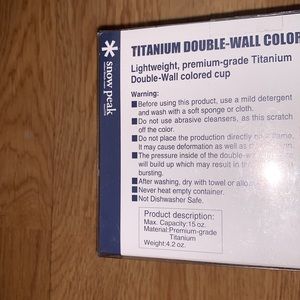 snow peak
TITANIUM DOUBLE-WALL COLOR
Lightweight, premium-grade Titanium
Double-Wall colored cup
Warning:
Before using this product, use a mild detergent
and wash with a soft sponge or cloth.
Do not use abrasive cleansers, as this scratch
off the color.
Do not place the production directly flame,
It may cause deformation as well as
The pressure inside of the double-wall
will build up which may result in the
bursting.
After washing, dry with towel or
Never heat empty container.
Not Dishwasher Safe.
Product description:
Max. Capacity:15 oz.
Material:Premium-grade
Titanium
Weight:4.2 oz.